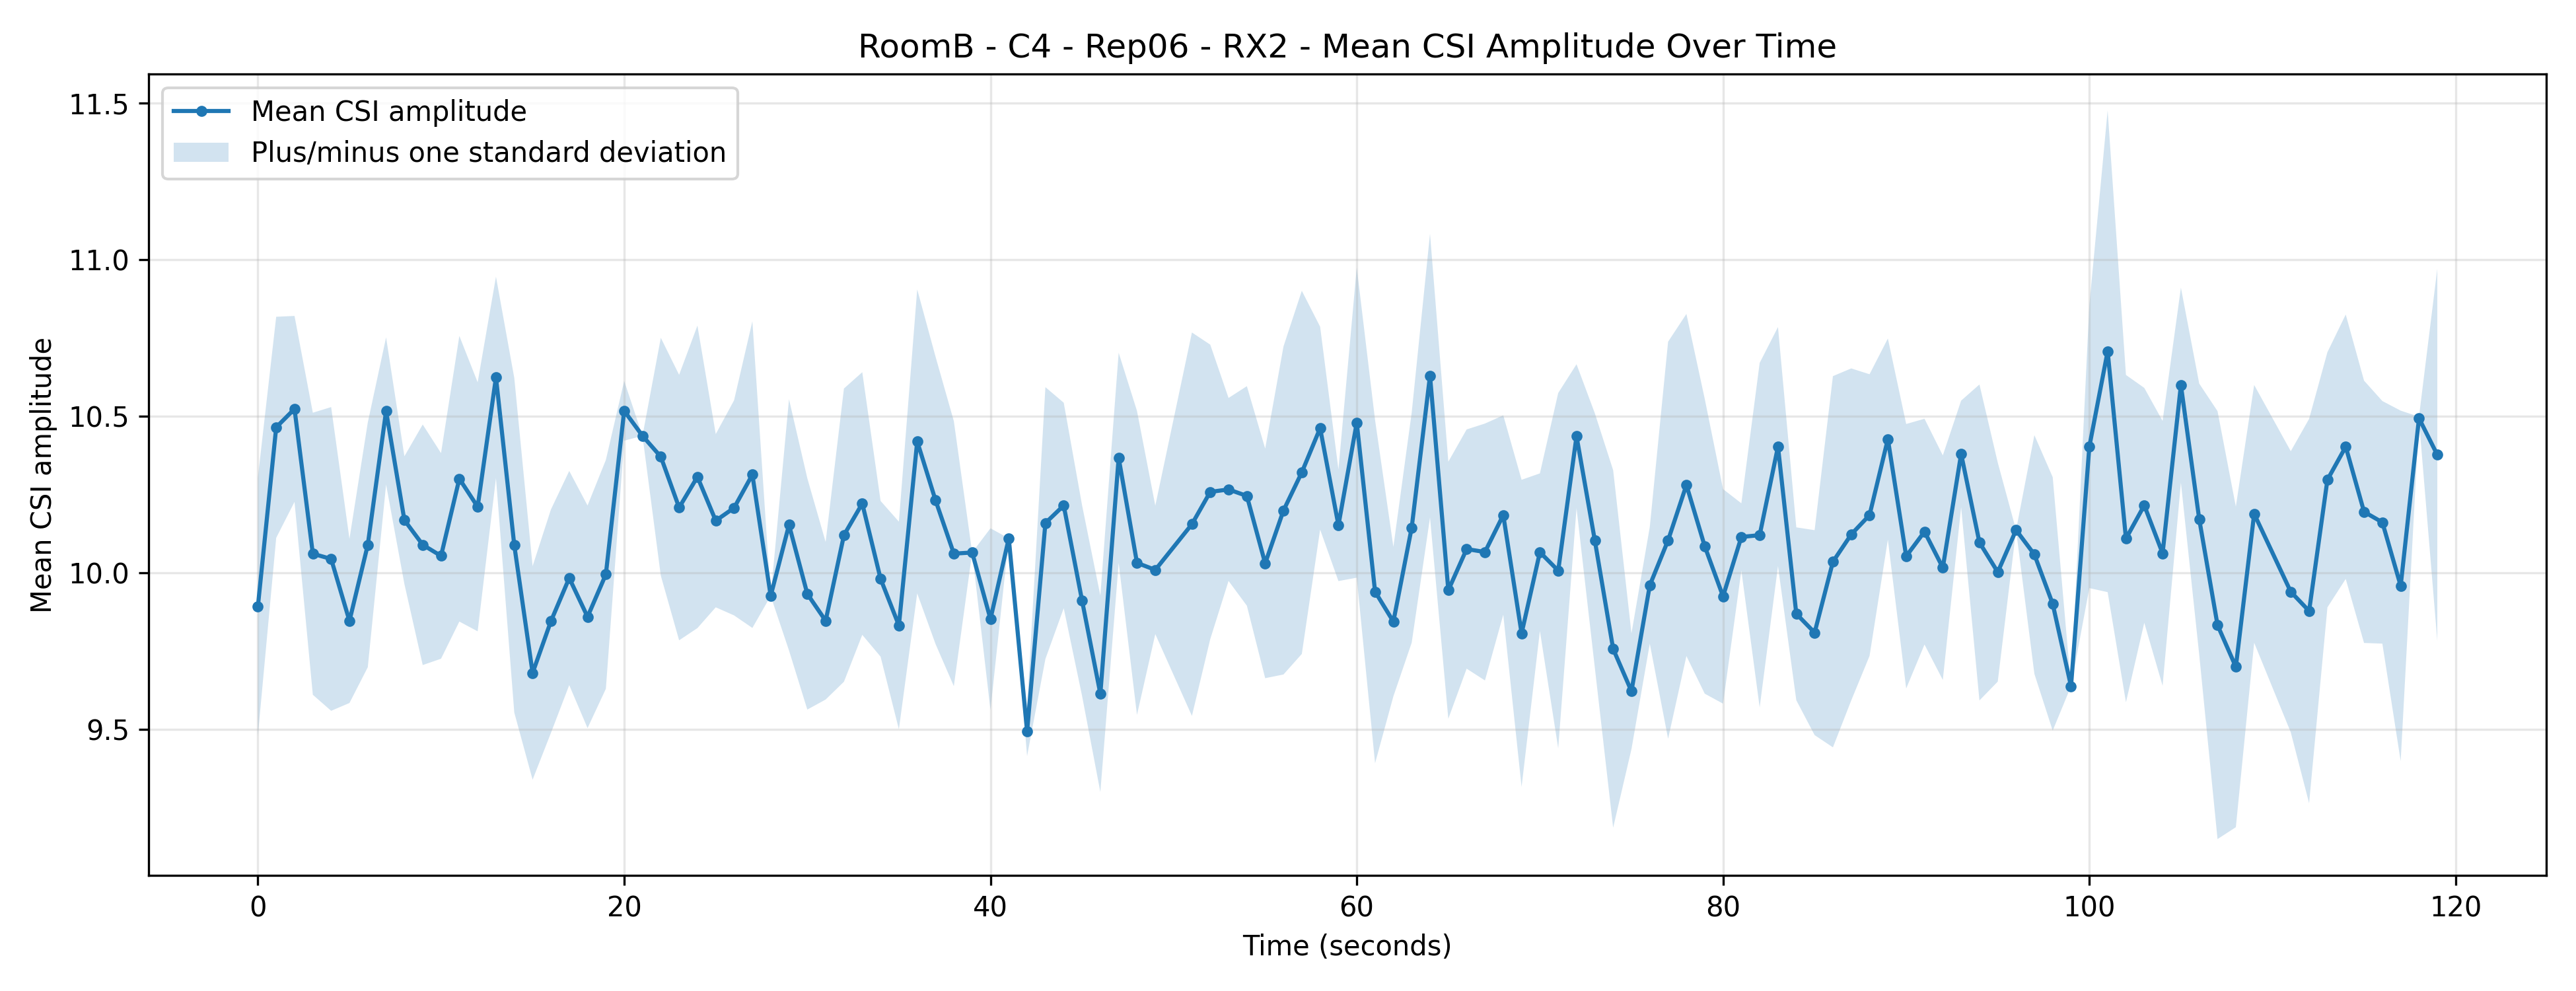 RoomB - C4 - Rep06 - RX2 - Mean CSI Amplitude Over Time
Mean CSI amplitude
Plus/minus one standard deviation
Mean CSI amplitude
11.5
11.0
10.5
10.0
9.5
0 20 40 60 80 100 120
Time (seconds)